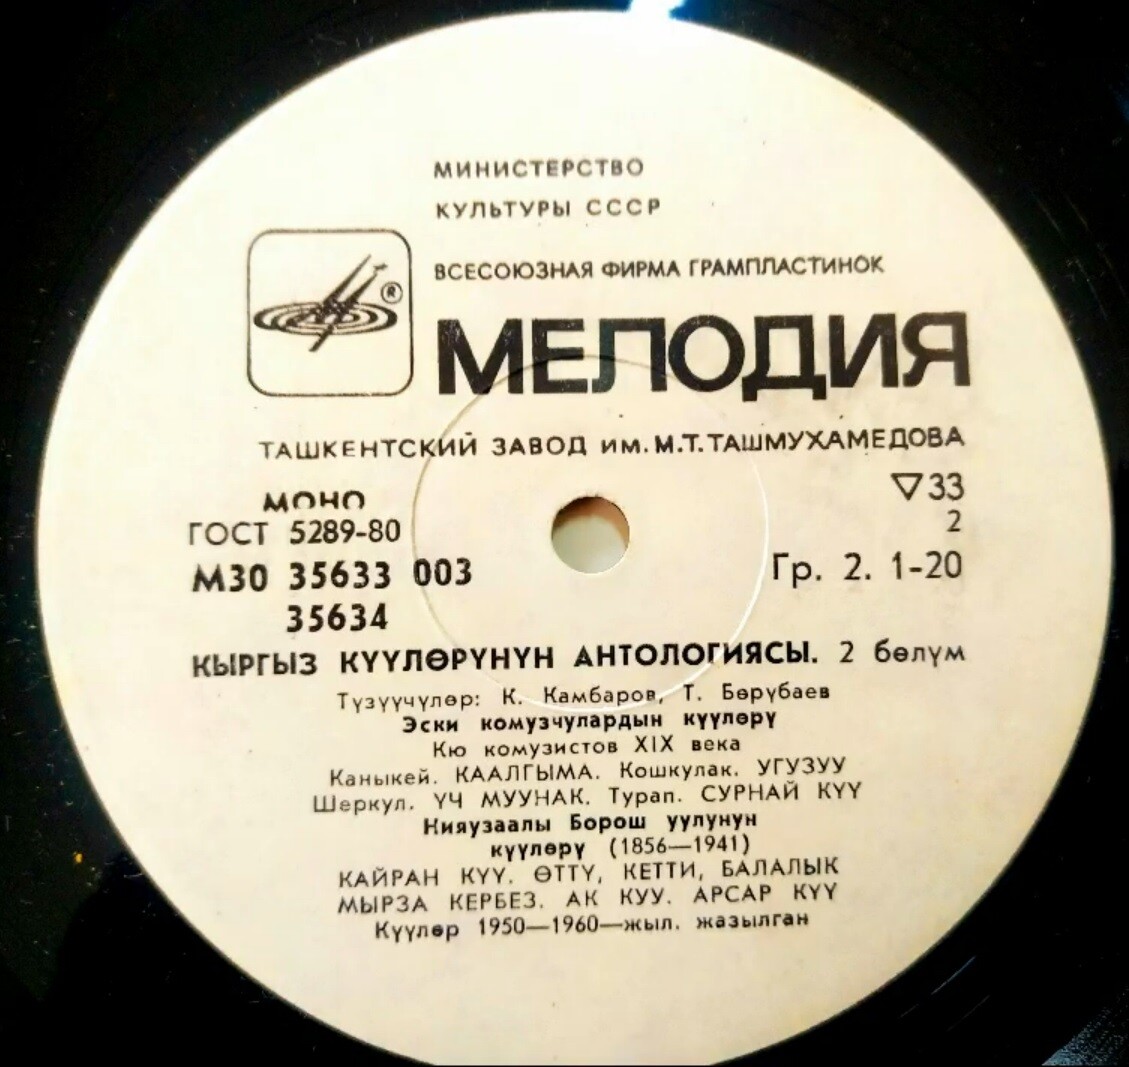 МИНИСТЕРСТВО
КУЛЬТУРЫ СССР
ВСЕСОЮЗНАЯ ФИРМА ГРАМПЛАСТИНОК
®
МЕЛОДИЯ
ТАШКЕНТСКИЙ ЗАВОД им. М.Т.ТАШМУХАМЕДОВА
МОНО
▽33
ГОСТ 5289-80
2
М30 35633 003
Гр. 2. 1-20
35634
КЫРГЫЗ КҮҮЛӨРҮНҮН АНТОЛОГИЯСЫ. 2 бөлүм
Түзүүчүлөр: К. Камбаров, Т. Бөрүбаев
Эски комузчулардын күүлөрү
Кю комузистов XIX века
Каныкей. КААЛГЫМА. Кошкулак. УГУЗУУ
Шеркул. ҮЧ МУУНАК. Турап. СУРНАЙ КҮҮ
Нияузаалы Борош уулунун
күүлөрү (1856—1941)
КАЙРАН КҮҮ. ӨТТҮ, КЕТТИ, БАЛАЛЫК
МЫРЗА КЕРБЕЗ. АК КУУ. АРСАР КҮҮ
Күүлөр 1950—1960—жыл. жазылган